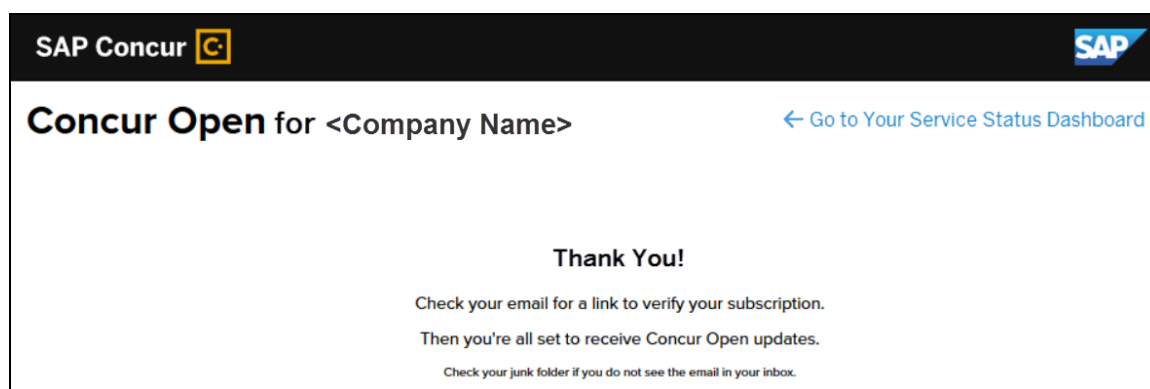 SAP Concur C.
SAP
Concur Open for <Company Name>
← Go to Your Service Status Dashboard
Thank You!
Check your email for a link to verify your subscription.
Then you're all set to receive Concur Open updates.
Check your junk folder if you do not see the email in your inbox.